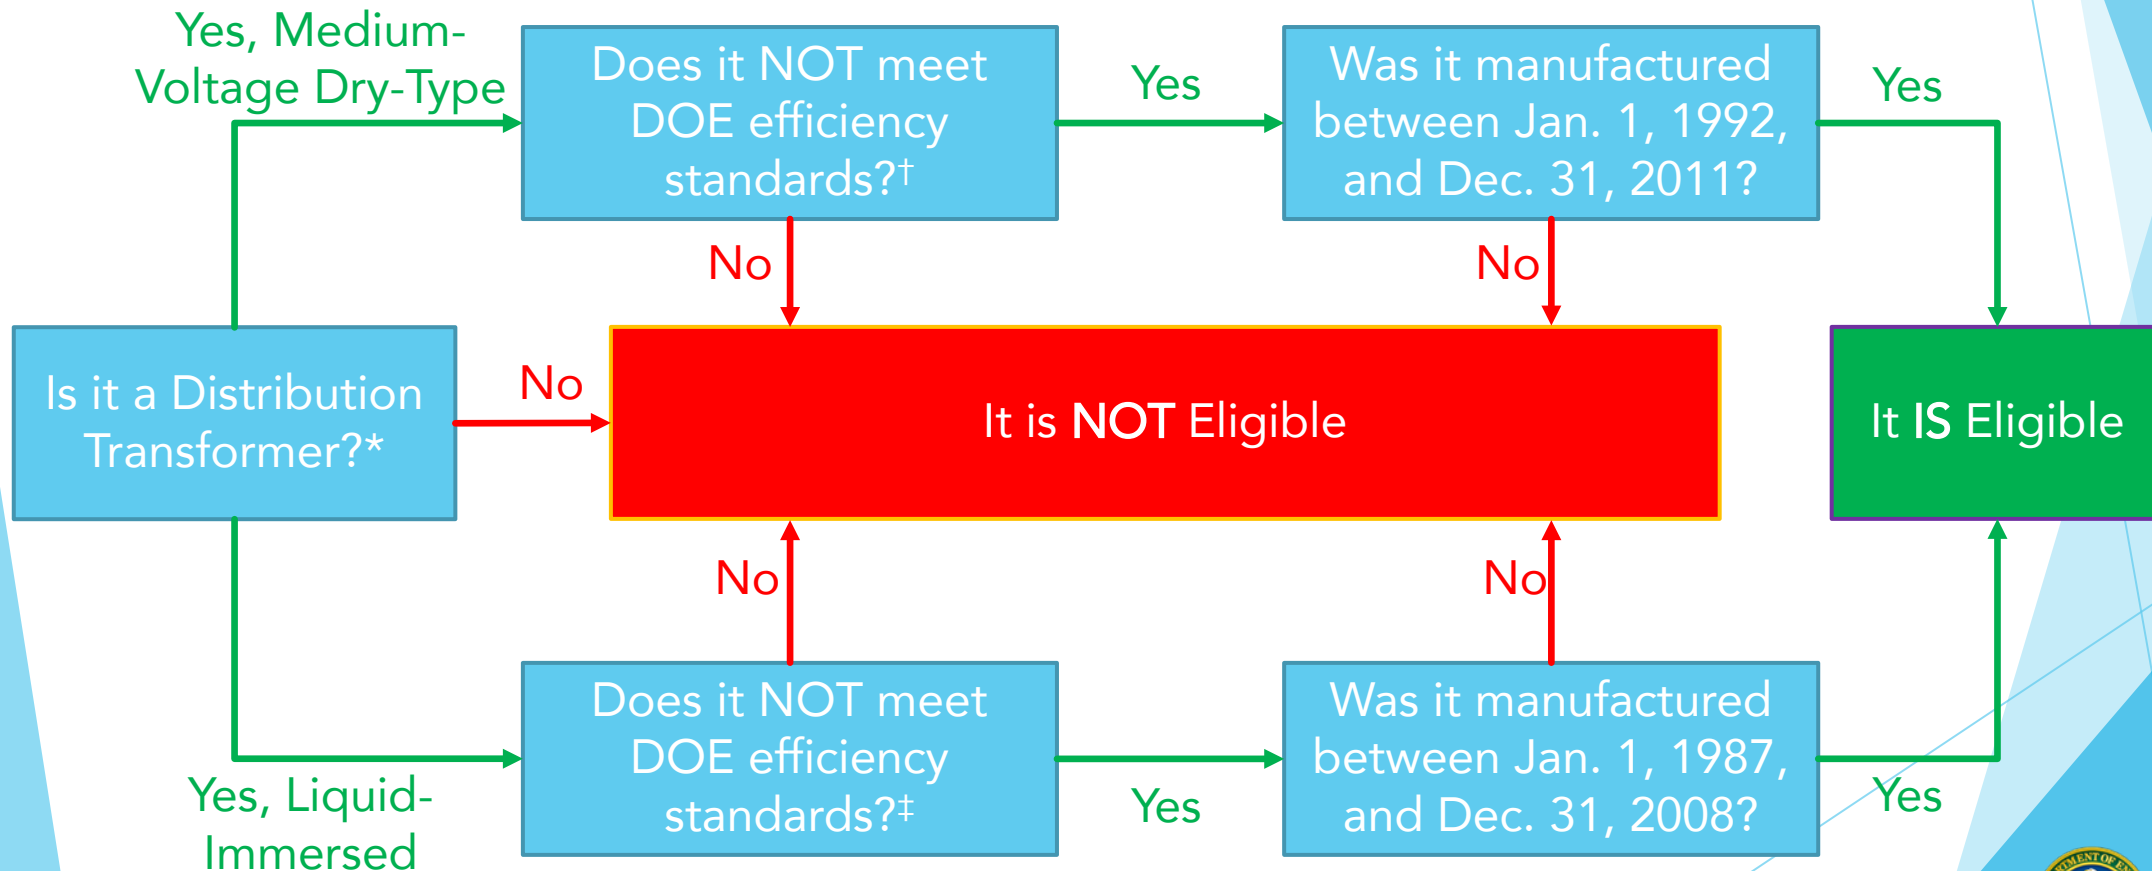 Yes, Medium-
Voltage Dry-Type
Does it NOT meet
DOE efficiency
standards?†
Yes
Was it manufactured
between Jan. 1, 1992,
and Dec. 31, 2011?
Yes
No
No
Is it a Distribution
Transformer?*
No
It is NOT Eligible
It IS Eligible
No
No
Yes, Liquid-
Immersed
Does it NOT meet
DOE efficiency
standards?‡
Yes
Was it manufactured
between Jan. 1, 1987,
and Dec. 31, 2008?
Yes